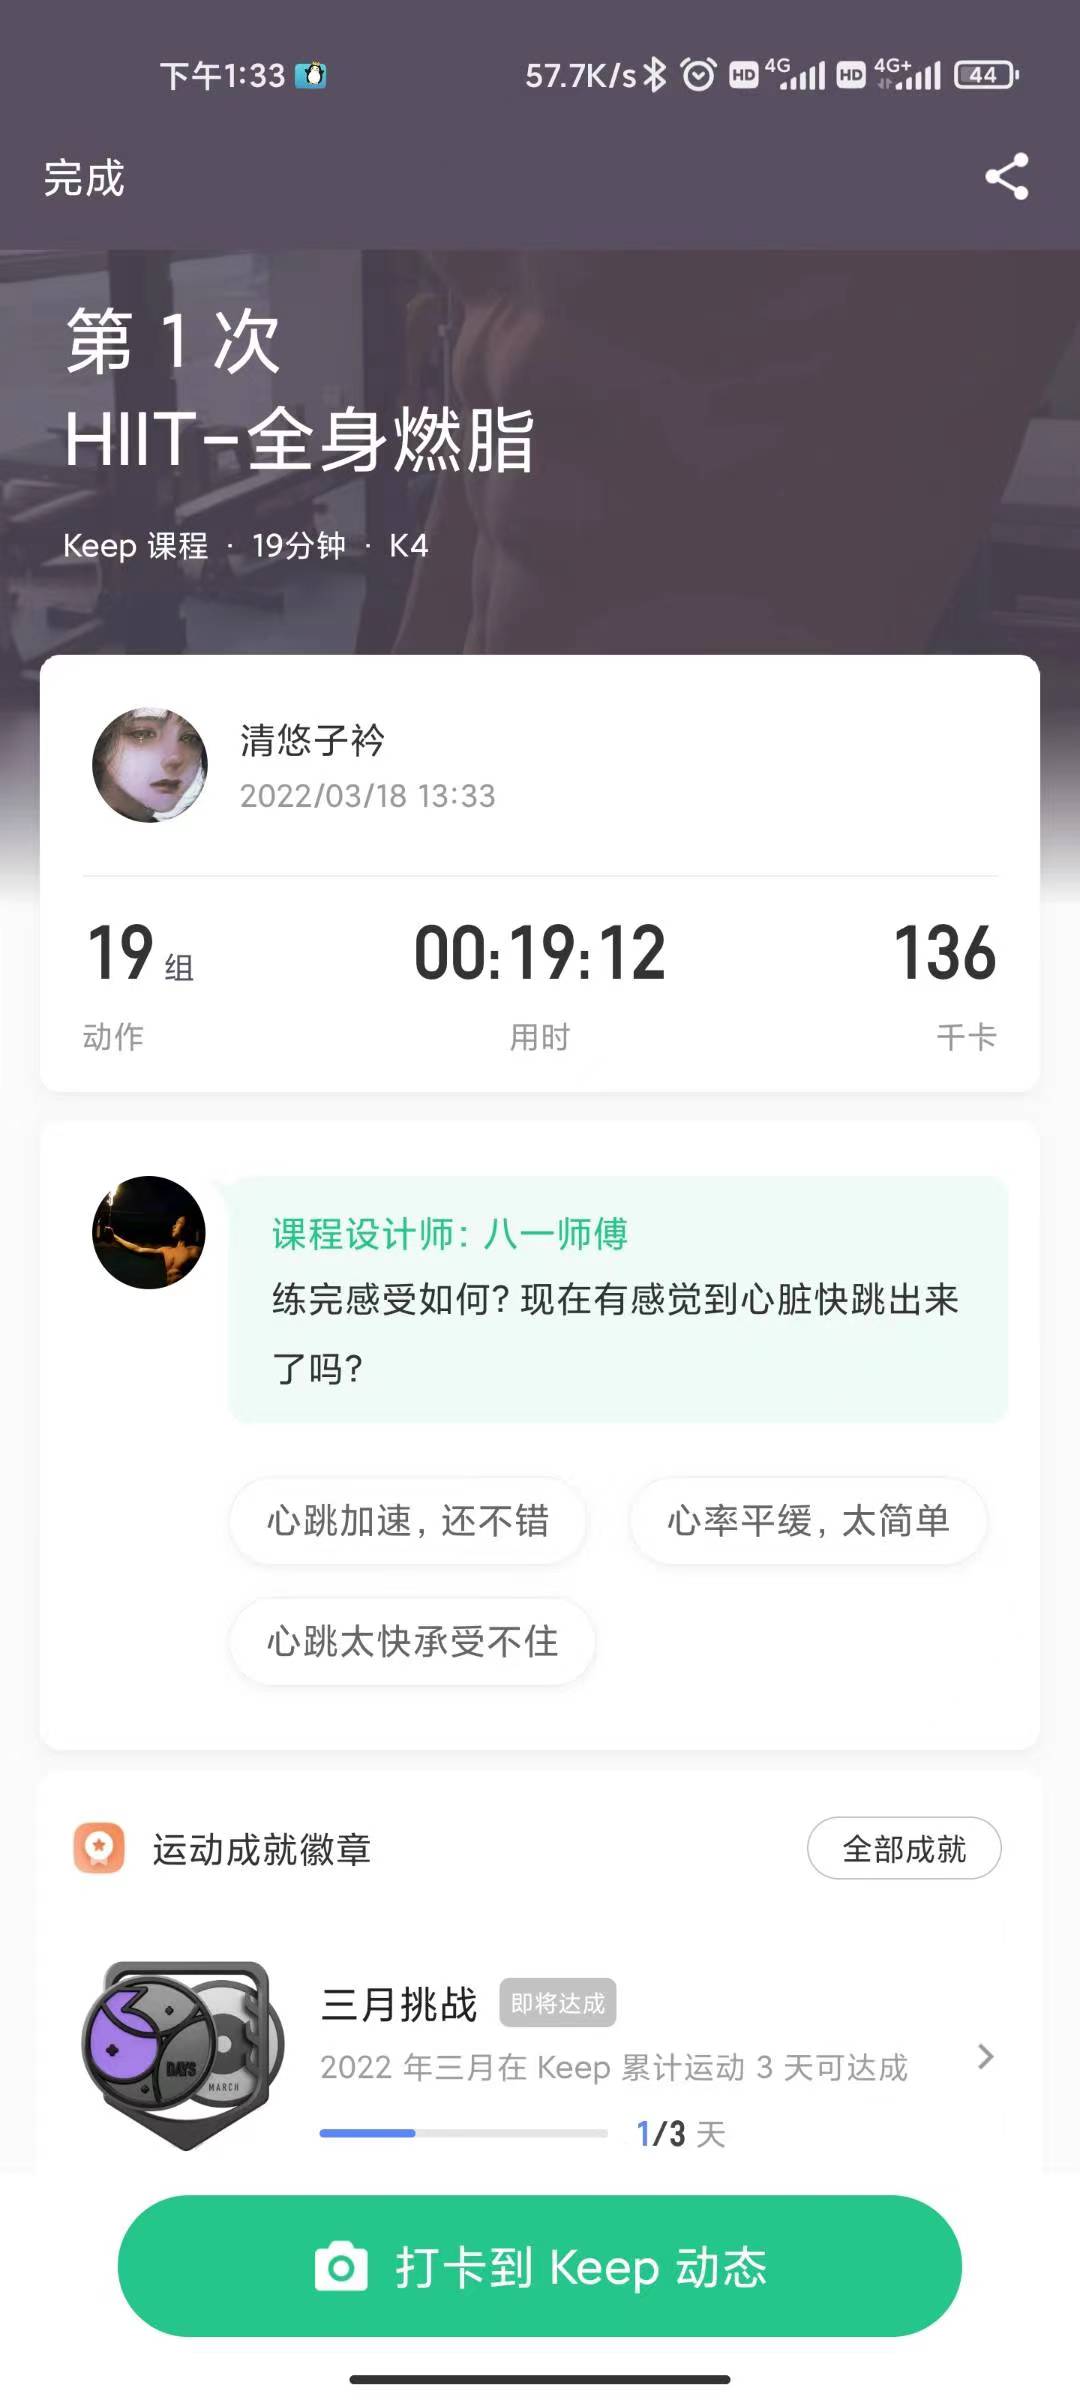 下午1:33
57.7K/s HD 4G HD 4G+ 44
完成
第 1 次
HIIT-全身燃脂
Keep 课程 · 19分钟 · K4
清悠子衿
2022/03/18 13:33
19 组 00:19:12 136
动作 用时 千卡
课程设计师：八一师傅
练完感受如何？现在有感觉到心脏快跳出来
了吗？
心跳加速，还不错 心率平缓，太简单
心跳太快承受不住
运动成就徽章 全部成就
三月挑战 即将达成
2022 年三月在 Keep 累计运动 3 天可达成
DAYS
MARCH
1/3 天
打卡到 Keep 动态